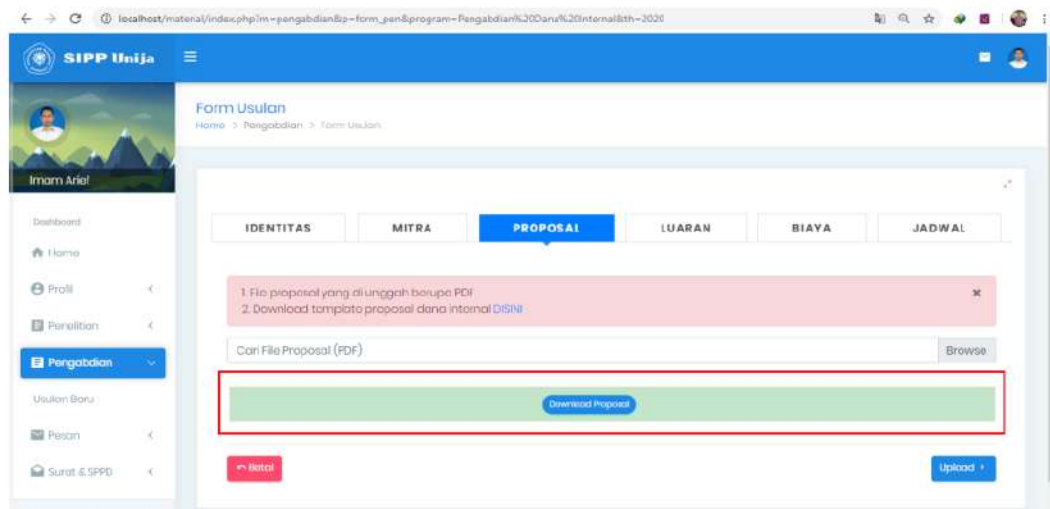 localhost/material/index.php?m=pengabdian&p=form_pen&program=Pengabdian%20Dana%20Internal&th=2020
SIPP Unija
Imam Arief
Dashboard
Home
Profil
Penelitian
Pengabdian
Usulan Baru
Pesan
Surat & SPPD
Form Usulan
Home > Pengabdian > Form Usulan
IDENTITAS MITRA PROPOSAL LUARAN BIAYA JADWAL
1. File proposal yang di unggah berupa PDF
2. Download template proposal dana internal DISINI
Cari File Proposal (PDF) Browse
Download Proposal
Batal Upload